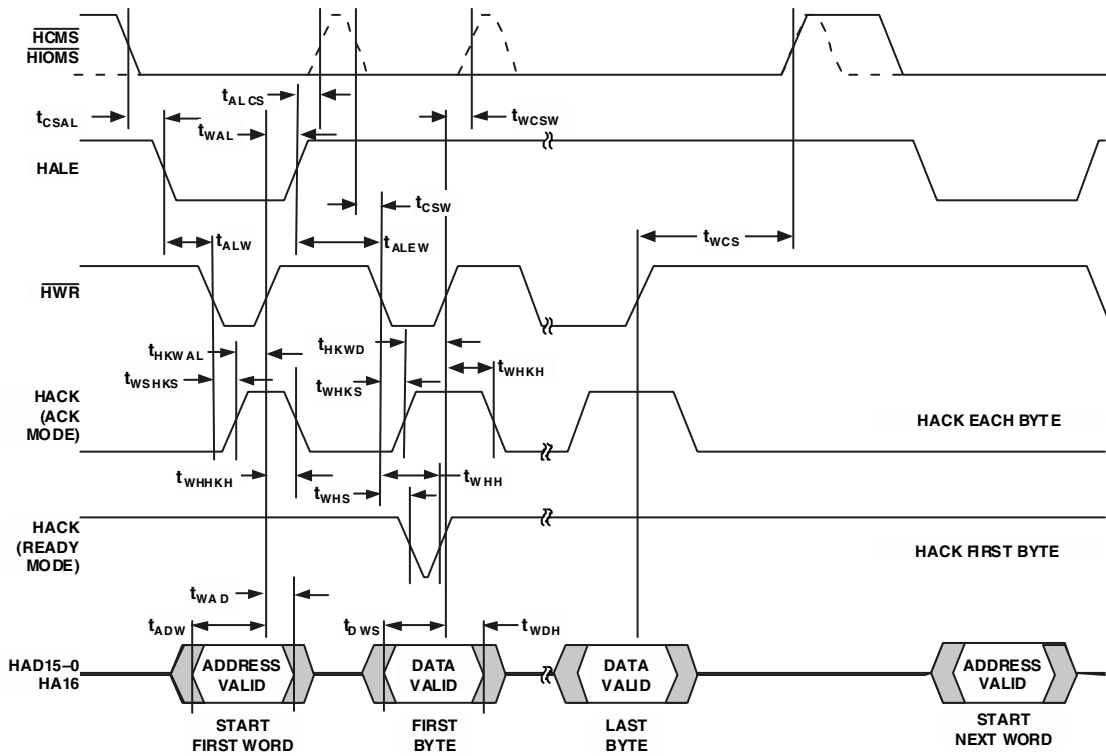 HCMS
HIOMS
tALCS
tCSAL
tWAL
tWCSW
HALE
tCSW
tALW
tALEW
tWCS
HWR
tHKWAL
tHKWD
tWHKH
tWSHKS
tWHKS
HACK
(ACK
MODE)
HACK EACH BYTE
tWHHKH
tWHH
tWHS
HACK
(READY
MODE)
HACK FIRST BYTE
tWAD
tADW
tDWS
tWDH
HAD15–0
HA16
ADDRESS
VALID
DATA
VALID
DATA
VALID
ADDRESS
VALID
START
FIRST WORD
FIRST
BYTE
LAST
BYTE
START
NEXT WORD